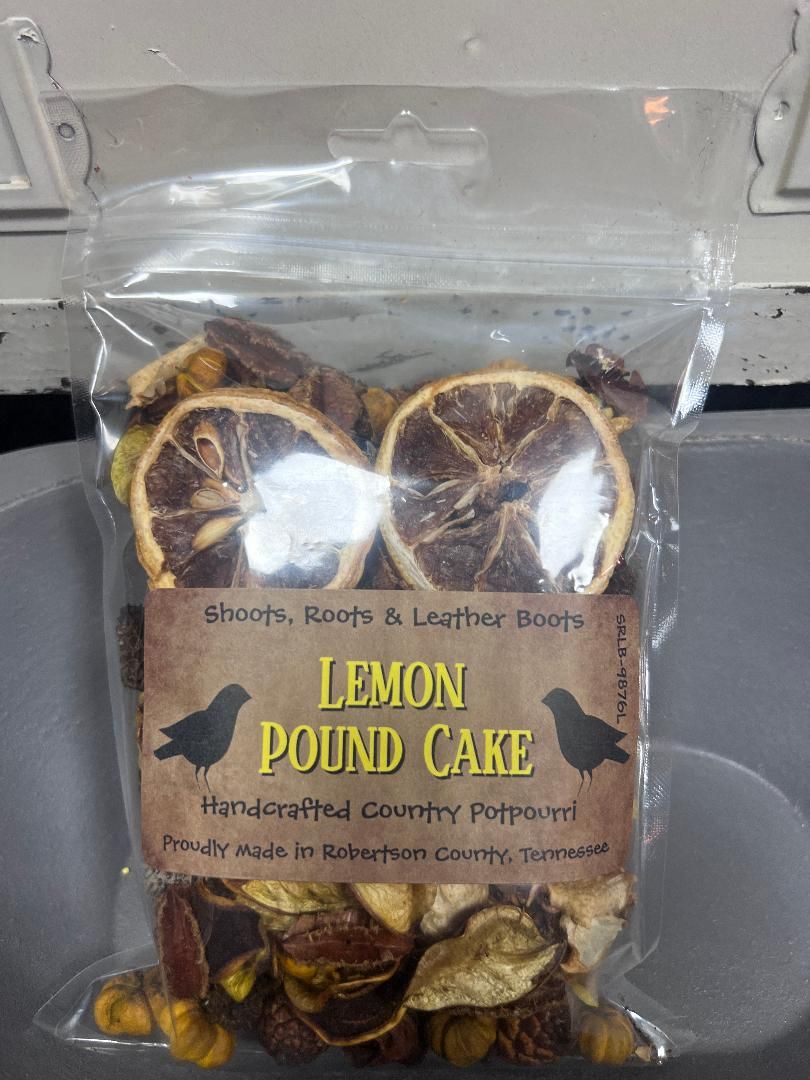 Shoots, Roots & Leather Boots
SRLB-9876L
LEMON
POUND CAKE
Handcrafted Country Potpourri
Proudly Made in Robertson County, Tennessee